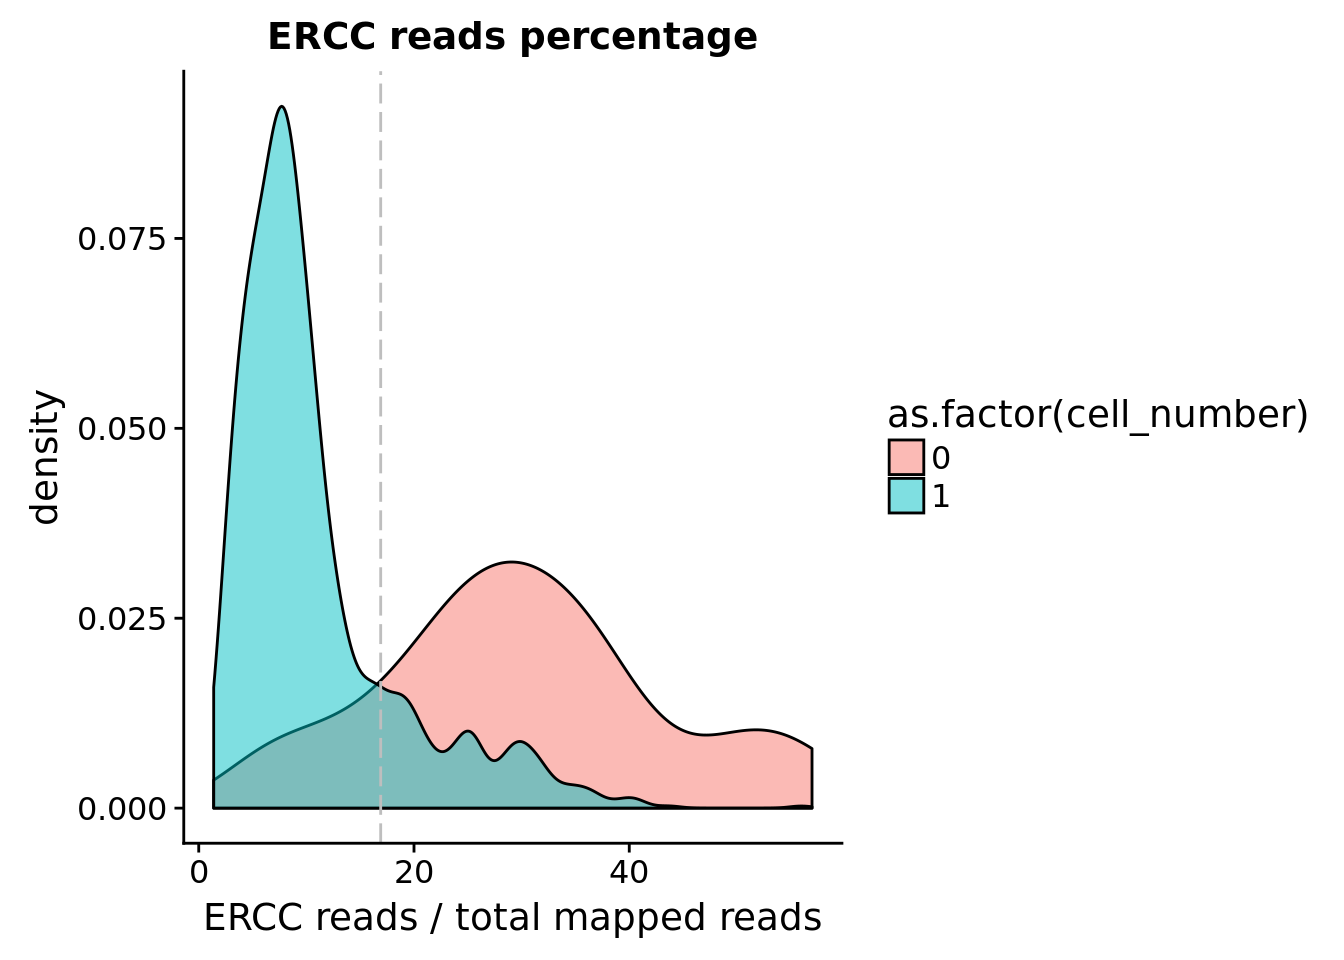 ERCC reads percentage
0.075
0.050
0.025
0.000
density
0 20 40
ERCC reads / total mapped reads
as.factor(cell_number)
0
1